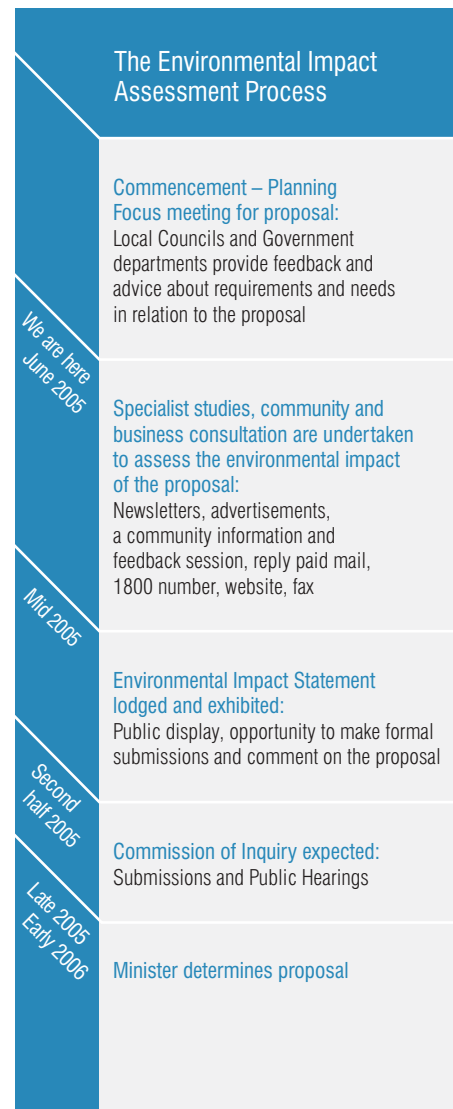 The Environmental Impact
Assessment Process
Commencement – Planning
Focus meeting for proposal:
Local Councils and Government
departments provide feedback and
advice about requirements and needs
in relation to the proposal
We are here
June 2005
Specialist studies, community and
business consultation are undertaken
to assess the environmental impact
of the proposal:
Newsletters, advertisements,
a community information and
feedback session, reply paid mail,
1800 number, website, fax
Mid 2005
Environmental Impact Statement
lodged and exhibited:
Public display, opportunity to make formal
submissions and comment on the proposal
Second
half 2005
Commission of Inquiry expected:
Submissions and Public Hearings
Late 2005
Early 2006
Minister determines proposal